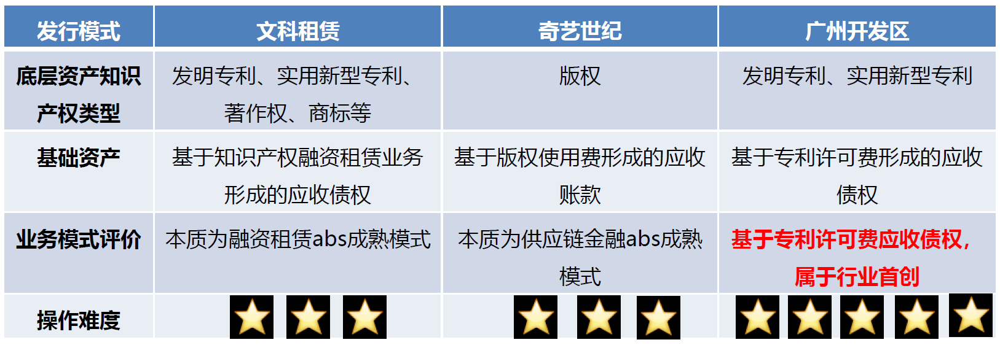 发行模式 文科租赁 奇艺世纪 广州开发区
底层资产知识 发明专利、实用新型专利、 版权 发明专利、实用新型专利
产权类型 著作权、商标等
基础资产 基于知识产权融资租赁业务 基于版权使用费形成的应收 基于专利许可费形成的应收
形成的应收债权 账款 债权
业务模式评价 本质为融资租赁abs成熟模式 本质为供应链金融abs成熟 基于专利许可费应收债权，
模式 属于行业首创
操作难度